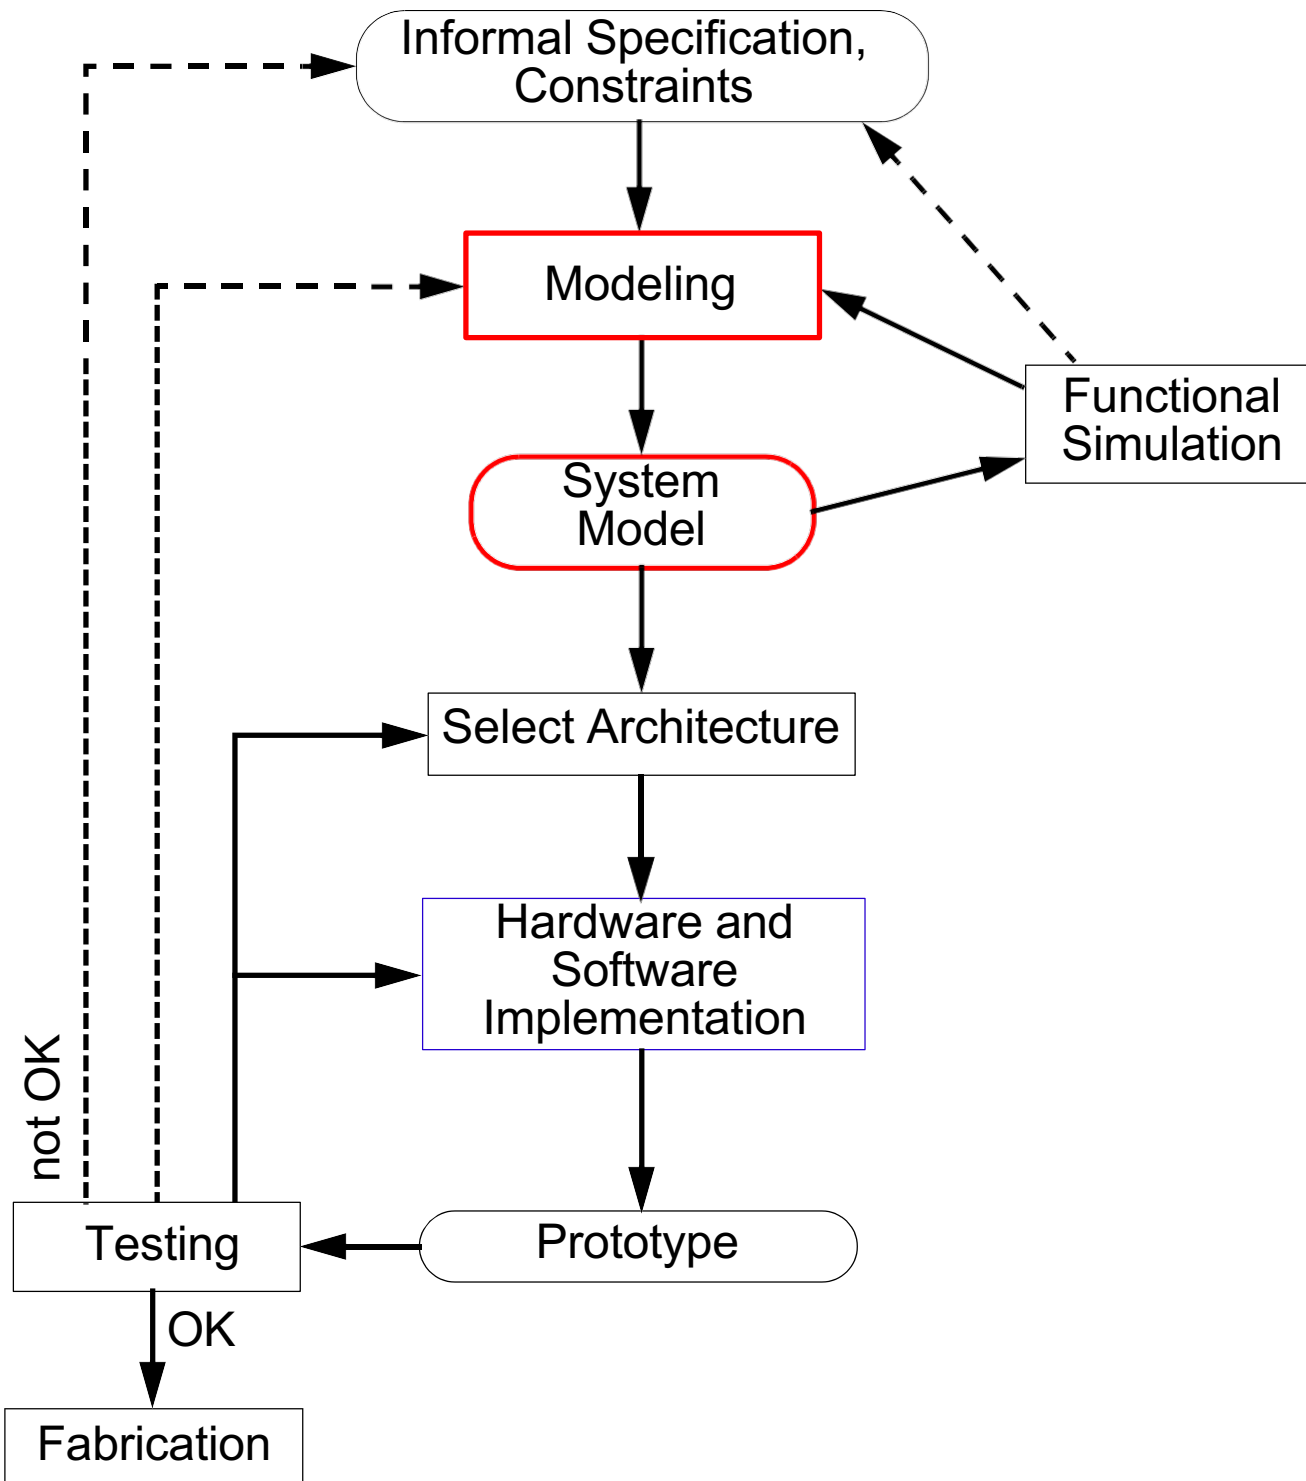 Informal Specification,
Constraints
Modeling
Functional
Simulation
System
Model
Select Architecture
Hardware and
Software
Implementation
not OK
Testing
Prototype
OK
Fabrication